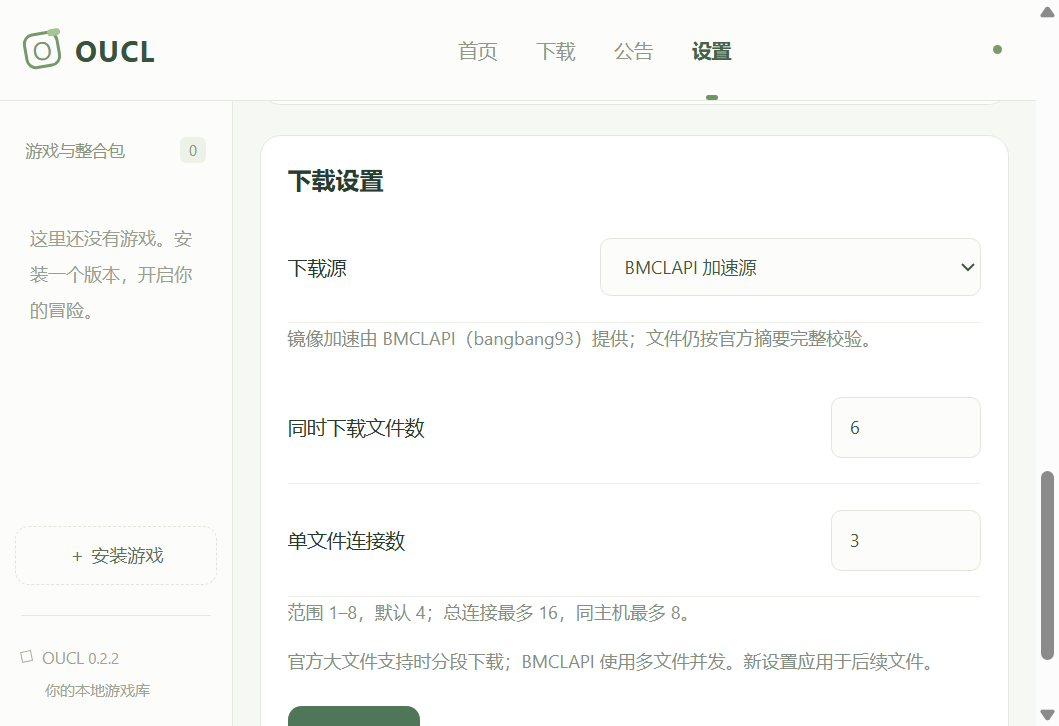 OUCL
首页
下载
公告
设置
游戏与整合包
0
这里还没有游戏。安
装一个版本，开启你
的冒险。
+ 安装游戏
OUCL 0.2.2
你的本地游戏库
下载设置
下载源
BMCLAPI 加速源
镜像加速由 BMCLAPI（bangbang93）提供；文件仍按官方摘要完整校验。
同时下载文件数
6
单文件连接数
3
范围 1–8，默认 4；总连接最多 16，同主机最多 8。
官方大文件支持时分段下载；BMCLAPI 使用多文件并发。新设置应用于后续文件。